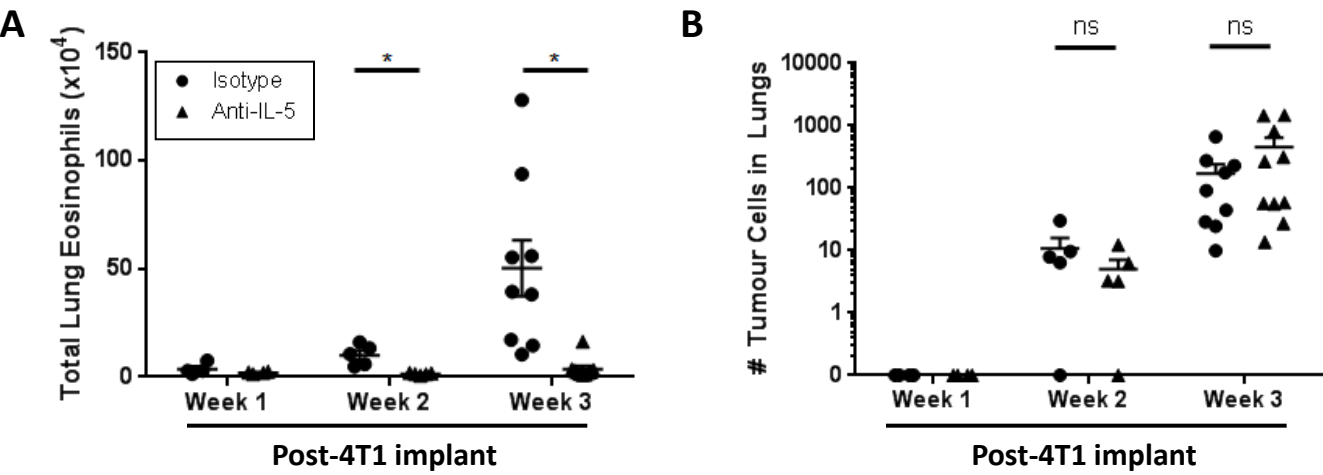 A
B
Total Lung Eosinophils (x10⁴)
150
100
50
0
Isotype
Anti-IL-5
*
*
Week 1
Week 2
Week 3
Post-4T1 implant
# Tumour Cells in Lungs
10000
1000
100
10
1
0
ns
ns
Week 1
Week 2
Week 3
Post-4T1 implant